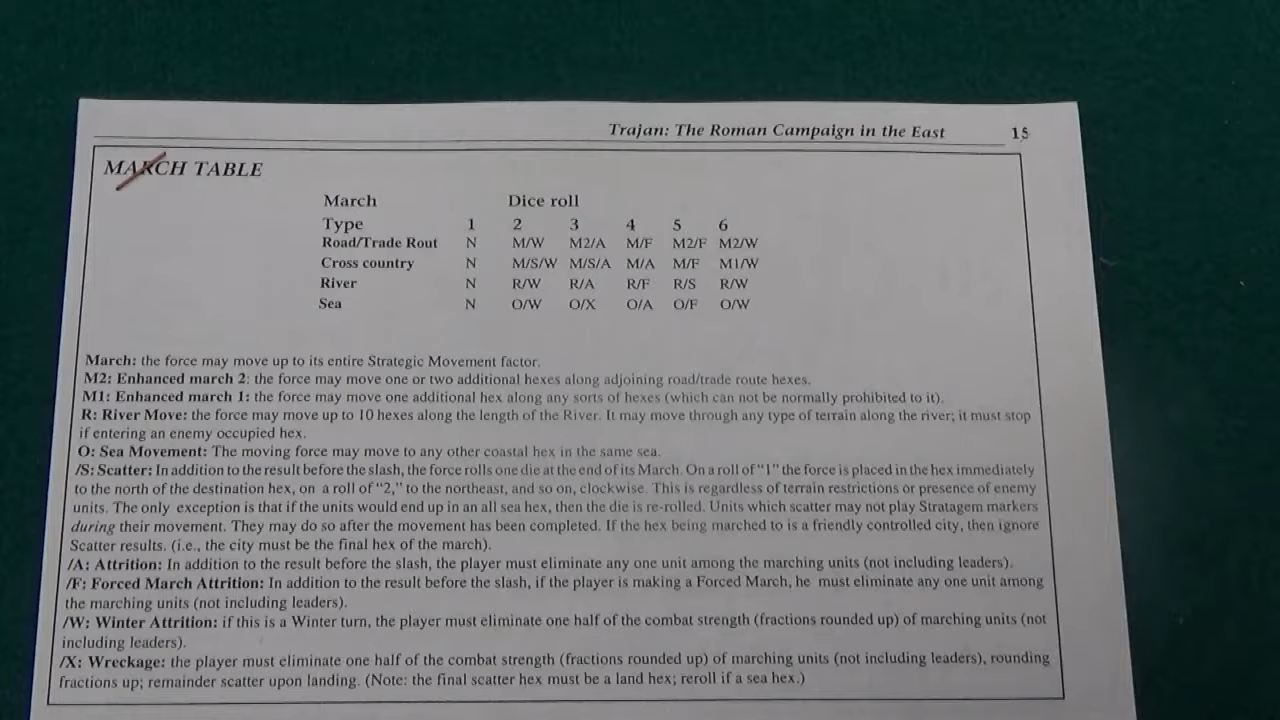 Trajan: The Roman Campaign in the East 15
MARCH TABLE
March Dice roll
Type 1 2 3 4 5 6
Road/Trade Rout N M/W M2/A M/F M2/F M2/W
Cross country N M/S/W M/S/A M/A M/F M1/W
River N R/W R/A R/F R/S R/W
Sea N O/W O/X O/A O/F O/W
March: the force may move up to its entire Strategic Movement factor.
M2: Enhanced march 2: the force may move one or two additional hexes along adjoining road/trade route hexes.
M1: Enhanced march 1: the force may move one additional hex along any sorts of hexes (which can not be normally prohibited to it).
R: River Move: the force may move up to 10 hexes along the length of the River. It may move through any type of terrain along the river; it must stop
if entering an enemy occupied hex.
O: Sea Movement: The moving force may move to any other coastal hex in the same sea.
/S: Scatter: In addition to the result before the slash, the force rolls one die at the end of its March. On a roll of "1" the force is placed in the hex immediately
to the north of the destination hex, on a roll of "2," to the northeast, and so on, clockwise. This is regardless of terrain restrictions or presence of enemy
units. The only exception is that if the units would end up in an all sea hex, then the die is re-rolled. Units which scatter may not play Stratagem markers
during their movement. They may do so after the movement has been completed. If the hex being marched to is a friendly controlled city, then ignore
Scatter results. (i.e., the city must be the final hex of the march).
/A: Attrition: In addition to the result before the slash, the player must eliminate any one unit among the marching units (not including leaders).
/F: Forced March Attrition: In addition to the result before the slash, if the player is making a Forced March, he must eliminate any one unit among
the marching units (not including leaders).
/W: Winter Attrition: if this is a Winter turn, the player must eliminate one half of the combat strength (fractions rounded up) of marching units (not
including leaders).
/X: Wreckage: the player must eliminate one half of the combat strength (fractions rounded up) of marching units (not including leaders), rounding
fractions up; remainder scatter upon landing. (Note: the final scatter hex must be a land hex; reroll if a sea hex.)